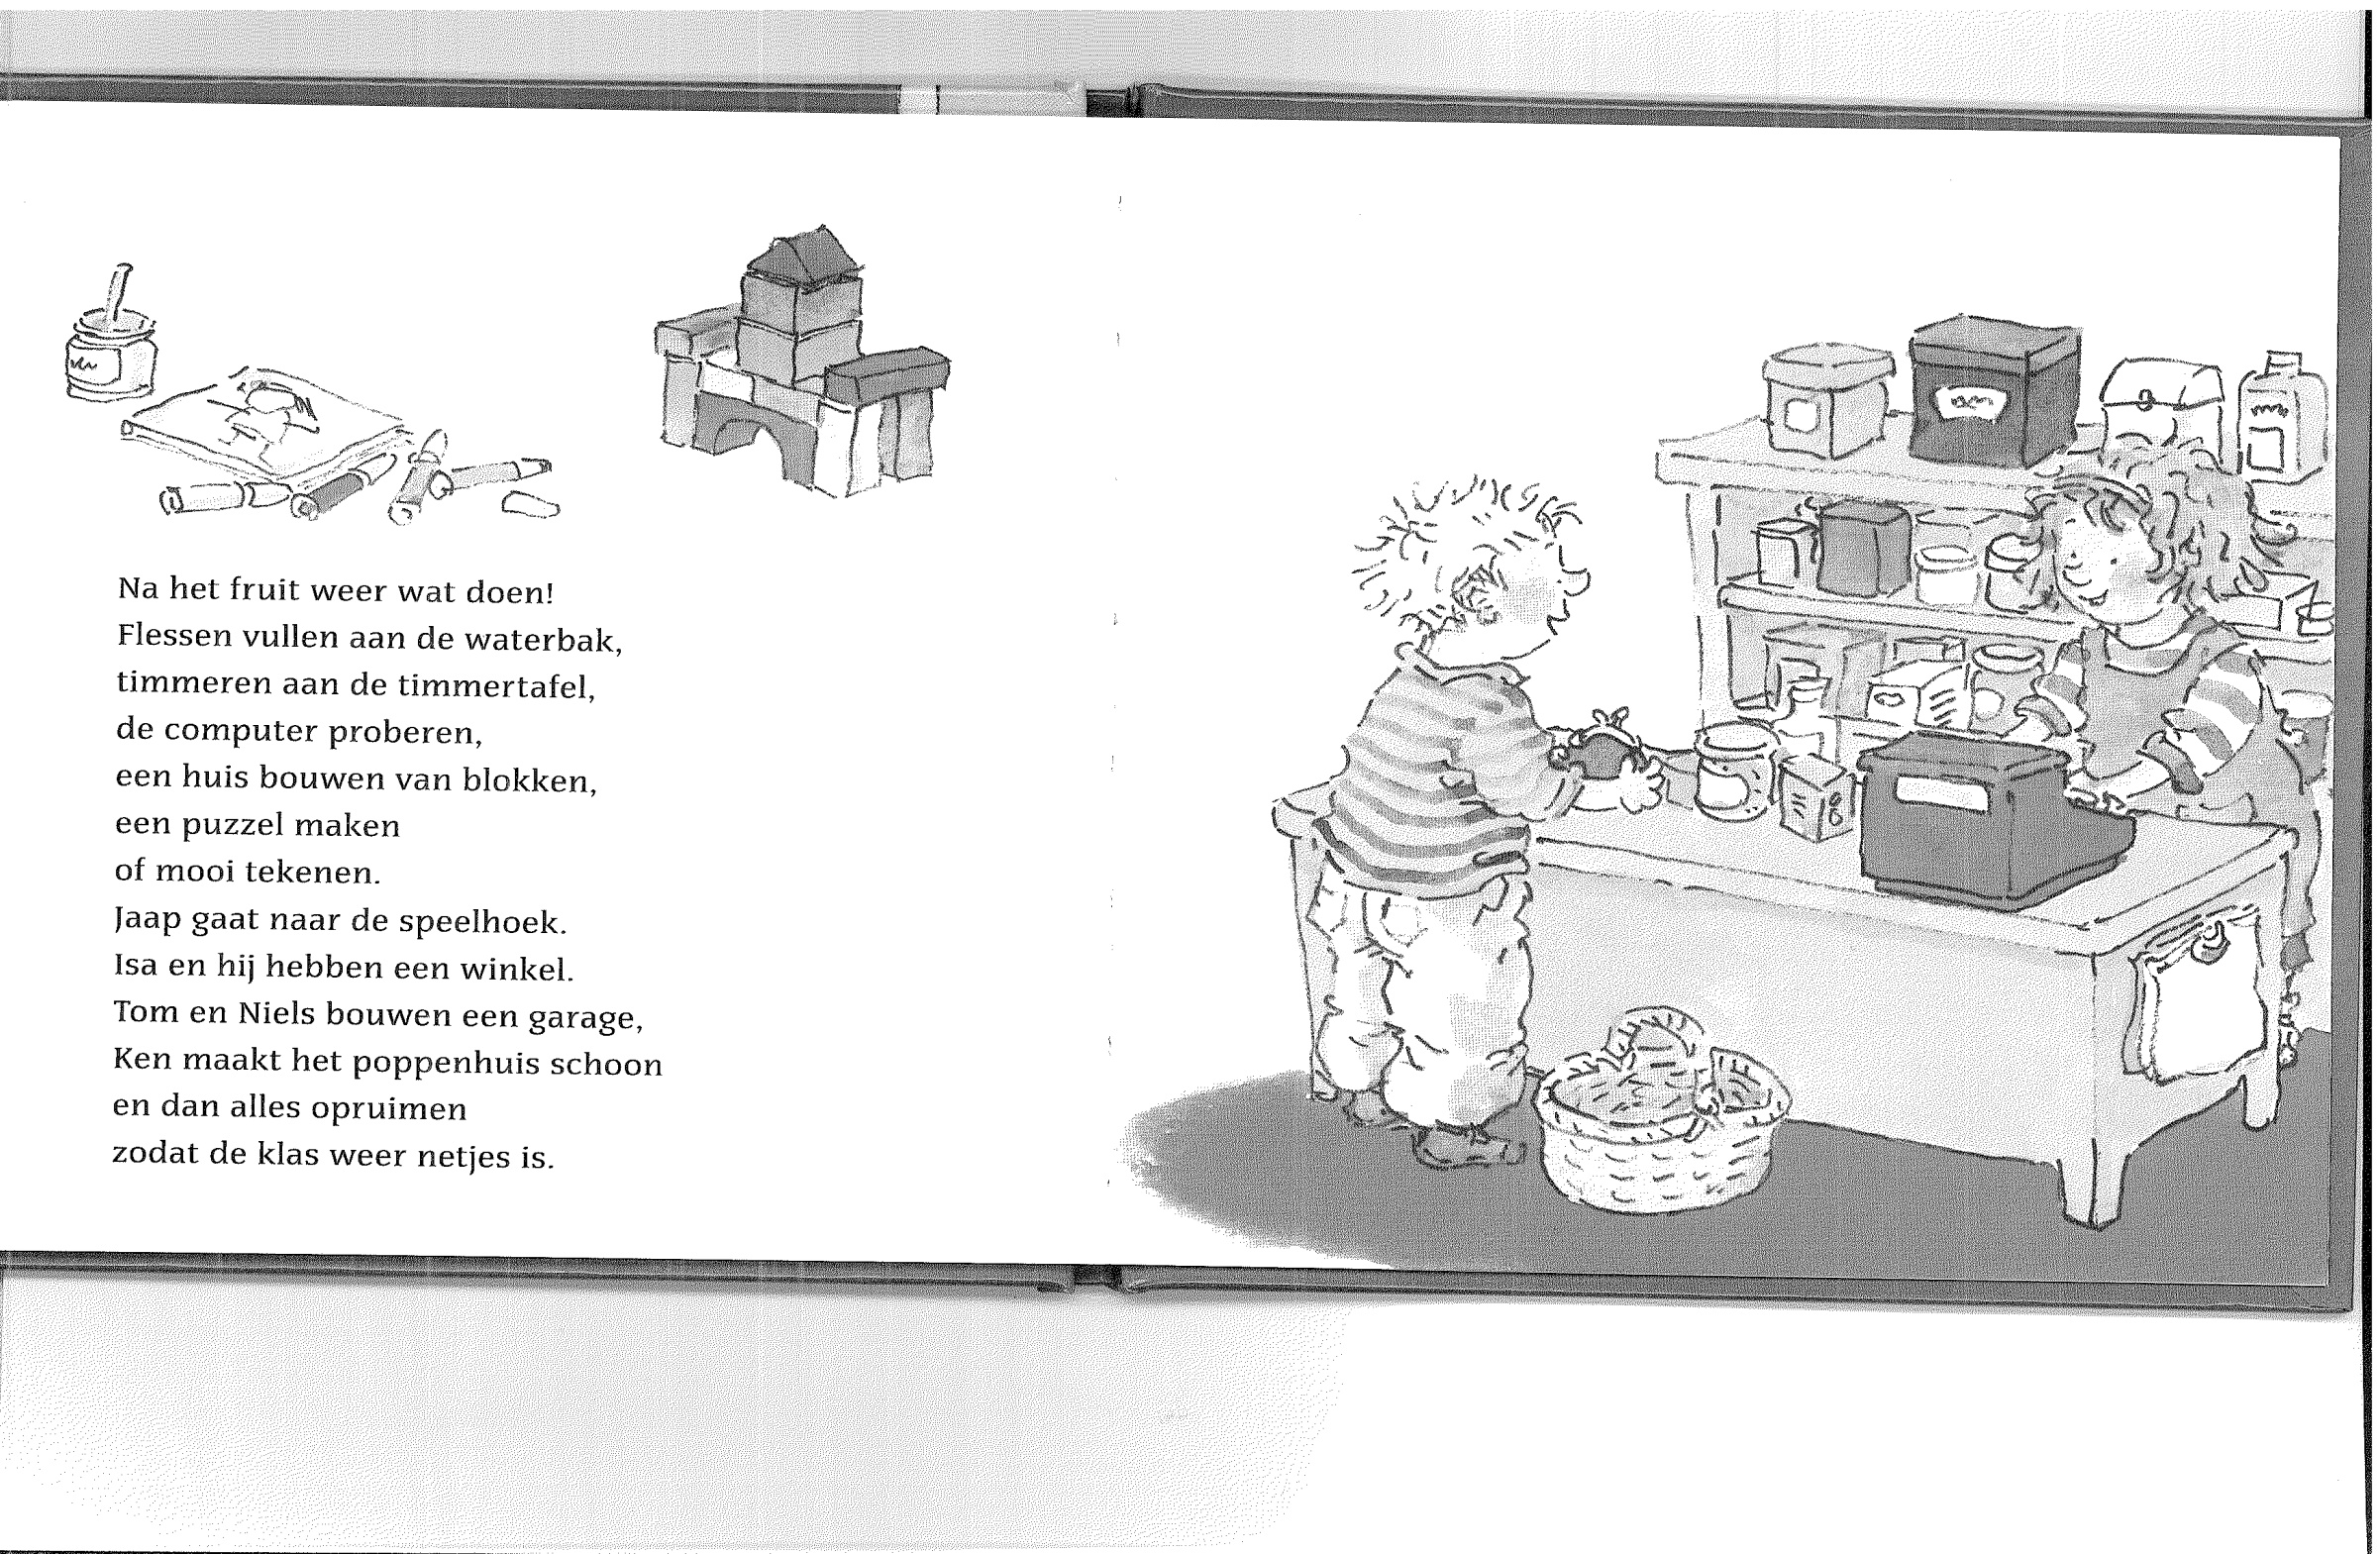 Na het fruit weer wat doen!
Flessen vullen aan de waterbak,
timmeren aan de timmertafel,
de computer proberen,
een huis bouwen van blokken,
een puzzel maken
of mooi tekenen.
Jaap gaat naar de speelhoek.
Isa en hij hebben een winkel.
Tom en Niels bouwen een garage,
Ken maakt het poppenhuis schoon
en dan alles opruimen
zodat de klas weer netjes is.